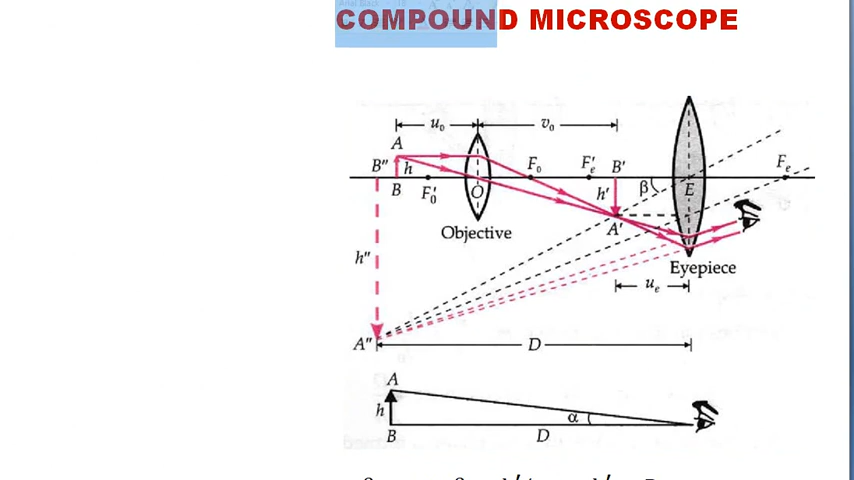 COMPOUND MICROSCOPE
u₀ v₀
A
B" h F₀ F'ₑ B' Fₑ
B F'₀ O h' β E
A'
Objective
h" Eyepiece
uₑ
A" D
A
h α
B D